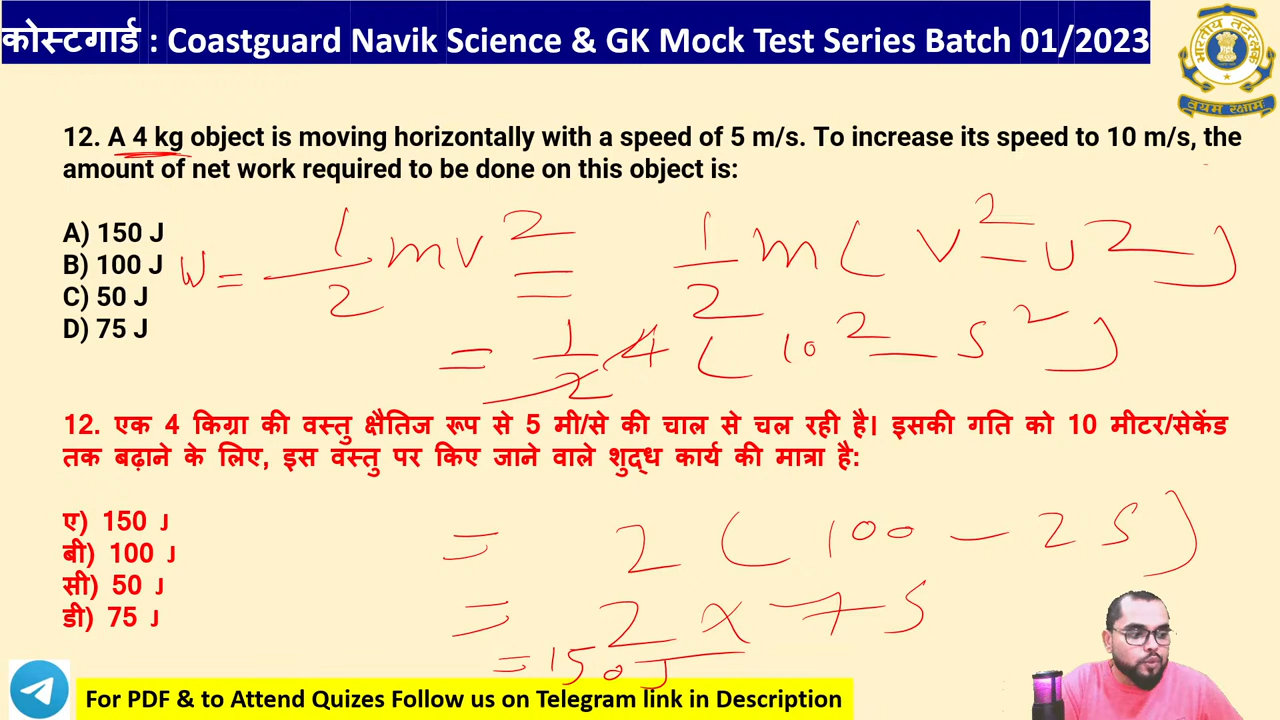 कोस्टगार्ड : Coastguard Navik Science & GK Mock Test Series Batch 01/2023
भारतीय तटरक्षक
वयम रक्षामः
12. A 4 kg object is moving horizontally with a speed of 5 m/s. To increase its speed to 10 m/s, the
amount of net work required to be done on this object is:
A) 150 J
B) 100 J
C) 50 J
D) 75 J
W = 1/2 mv² = 1/2 m(v² - u²)
= 1/2 4 (10² - 5²)
12. एक 4 किग्रा की वस्तु क्षैतिज रूप से 5 मी/से की चाल से चल रही है। इसकी गति को 10 मीटर/सेकेंड
तक बढ़ाने के लिए, इस वस्तु पर किए जाने वाले शुद्ध कार्य की मात्रा है:
ए) 150 J
बी) 100 J
सी) 50 J
डी) 75 J
= 2 (100 - 25)
= 2 x 75
= 150 J
For PDF & to Attend Quizes Follow us on Telegram link in Description